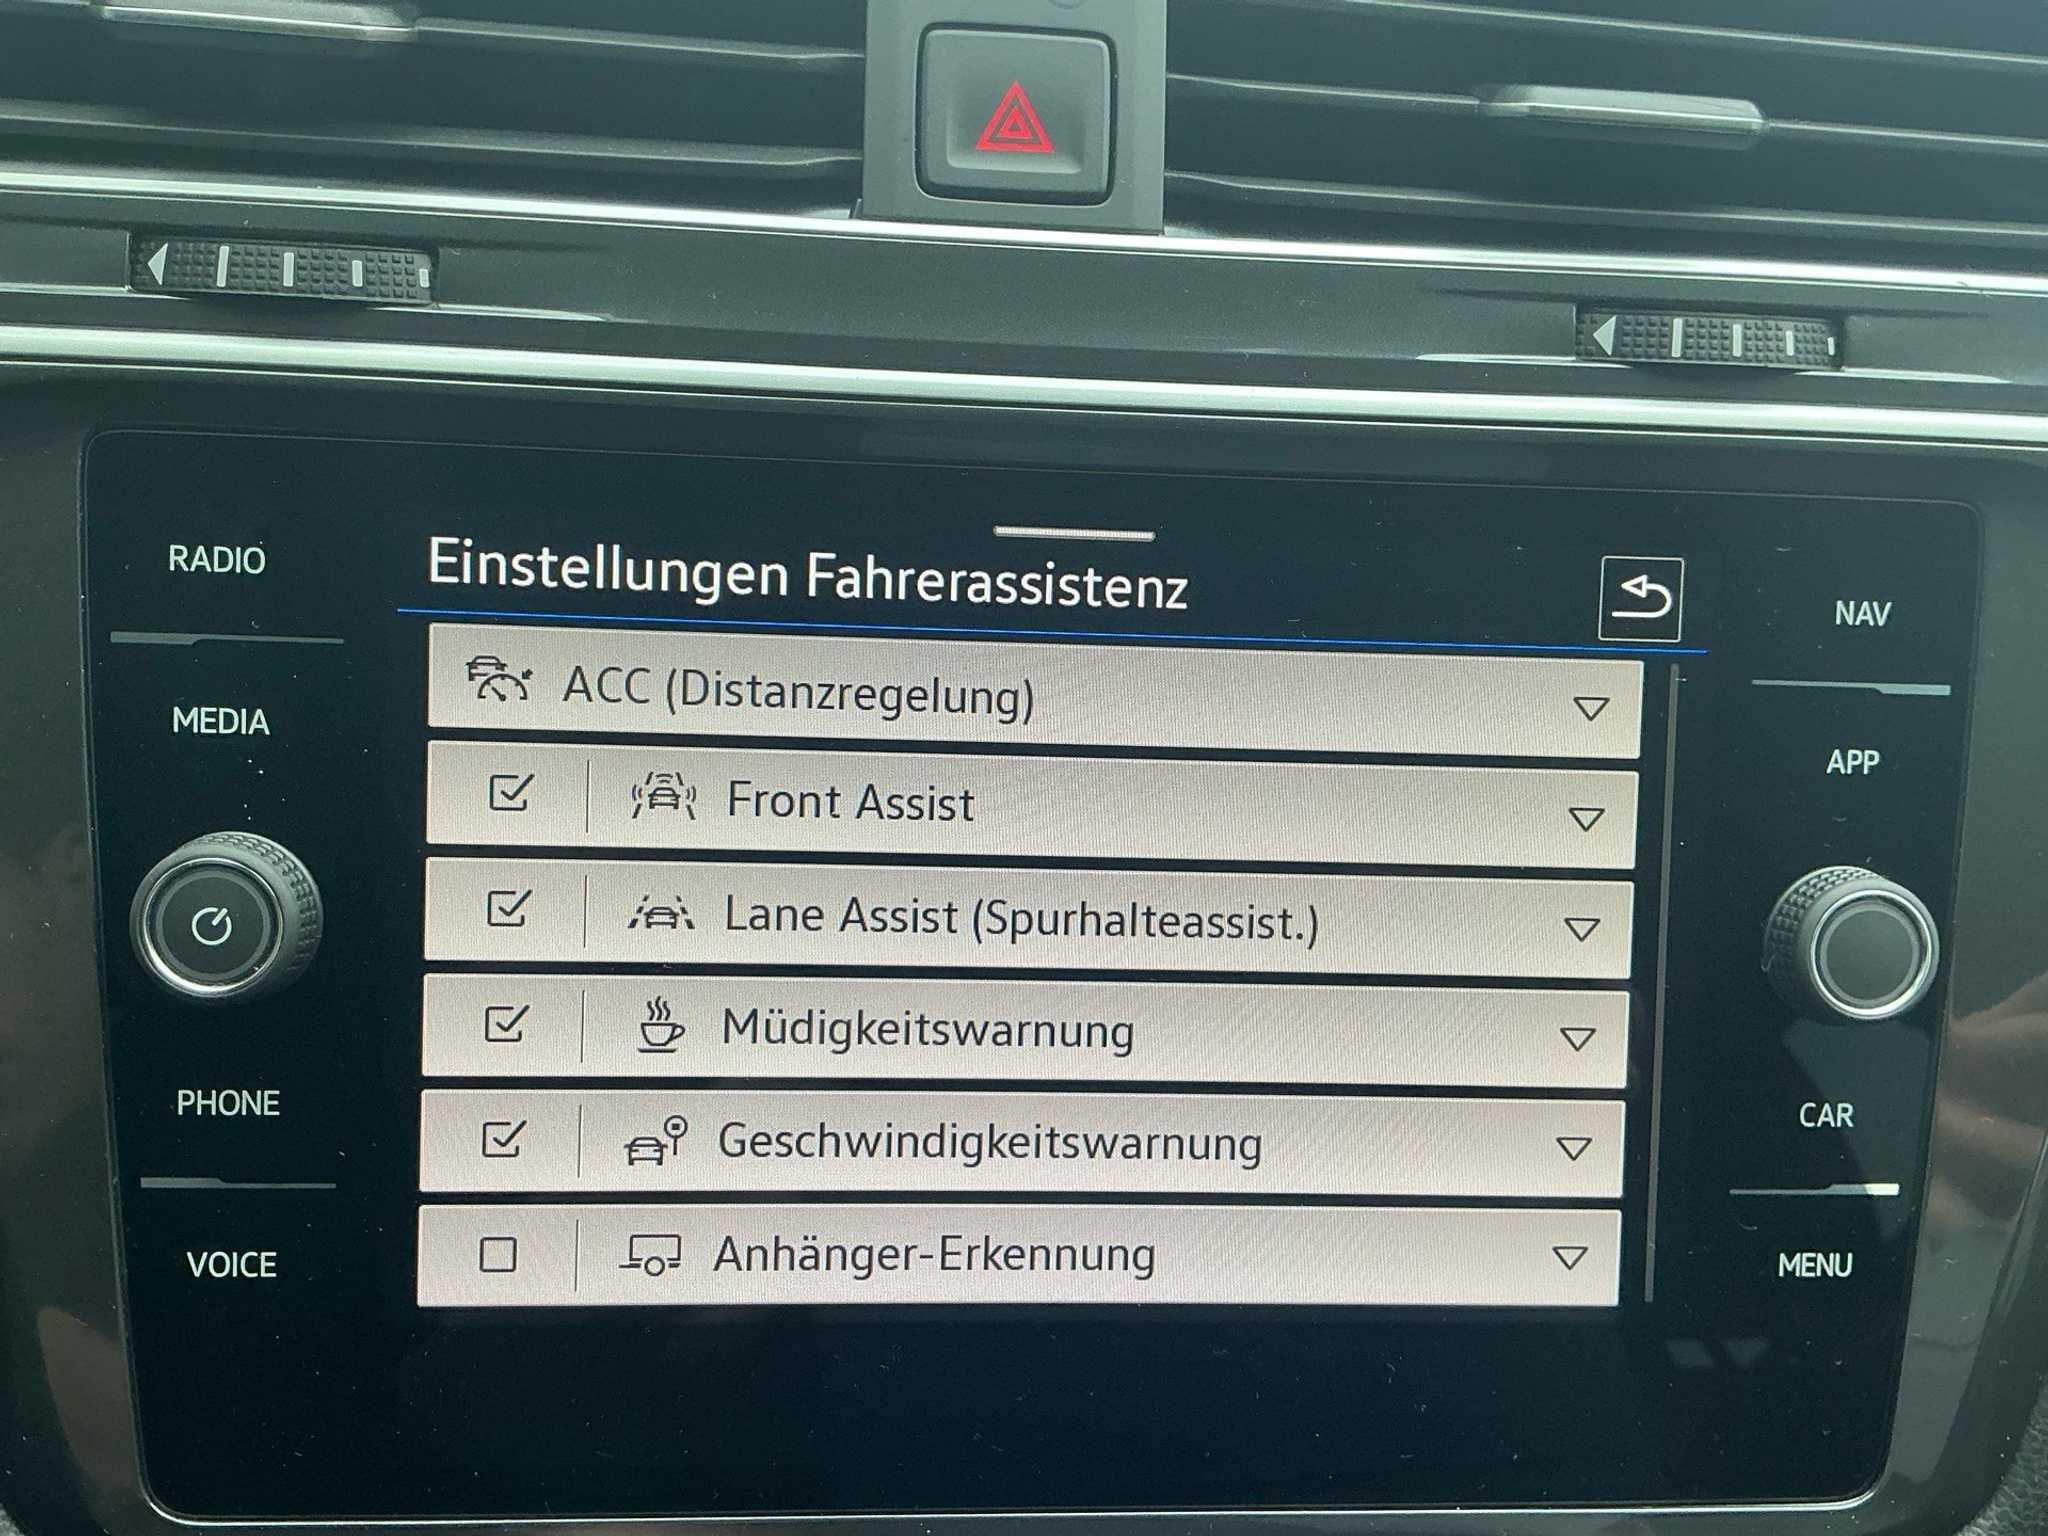 Einstellungen Fahrerassistenz
RADIO
MEDIA
PHONE
VOICE
ACC (Distanzregelung)
Front Assist
Lane Assist (Spurhalteassist.)
Müdigkeitswarnung
Geschwindigkeitswarnung
Anhänger-Erkennung
NAV
APP
CAR
MENU